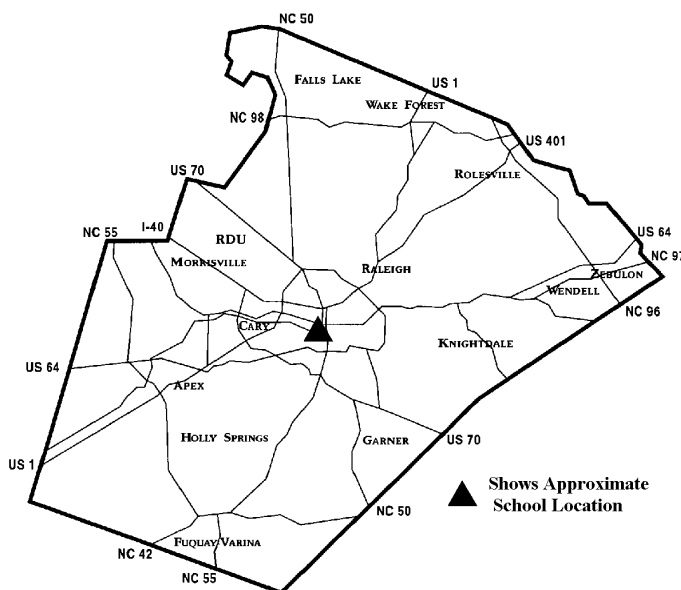 NC 50
FALLS LAKE
US 1
WAKE FOREST
NC 98
US 401
US 70
ROLESVILLE
I-40
NC 55
RDU
US 64
MORRISVILLE
RALEIGH
NC 97
ZEBULON
WENDELL
NC 96
CARY
KNIGHTDALE
US 64
APEX
HOLLY SPRINGS
GARNER
US 70
US 1
Shows Approximate
School Location
NC 50
FUQUAY-VARINA
NC 42
NC 55